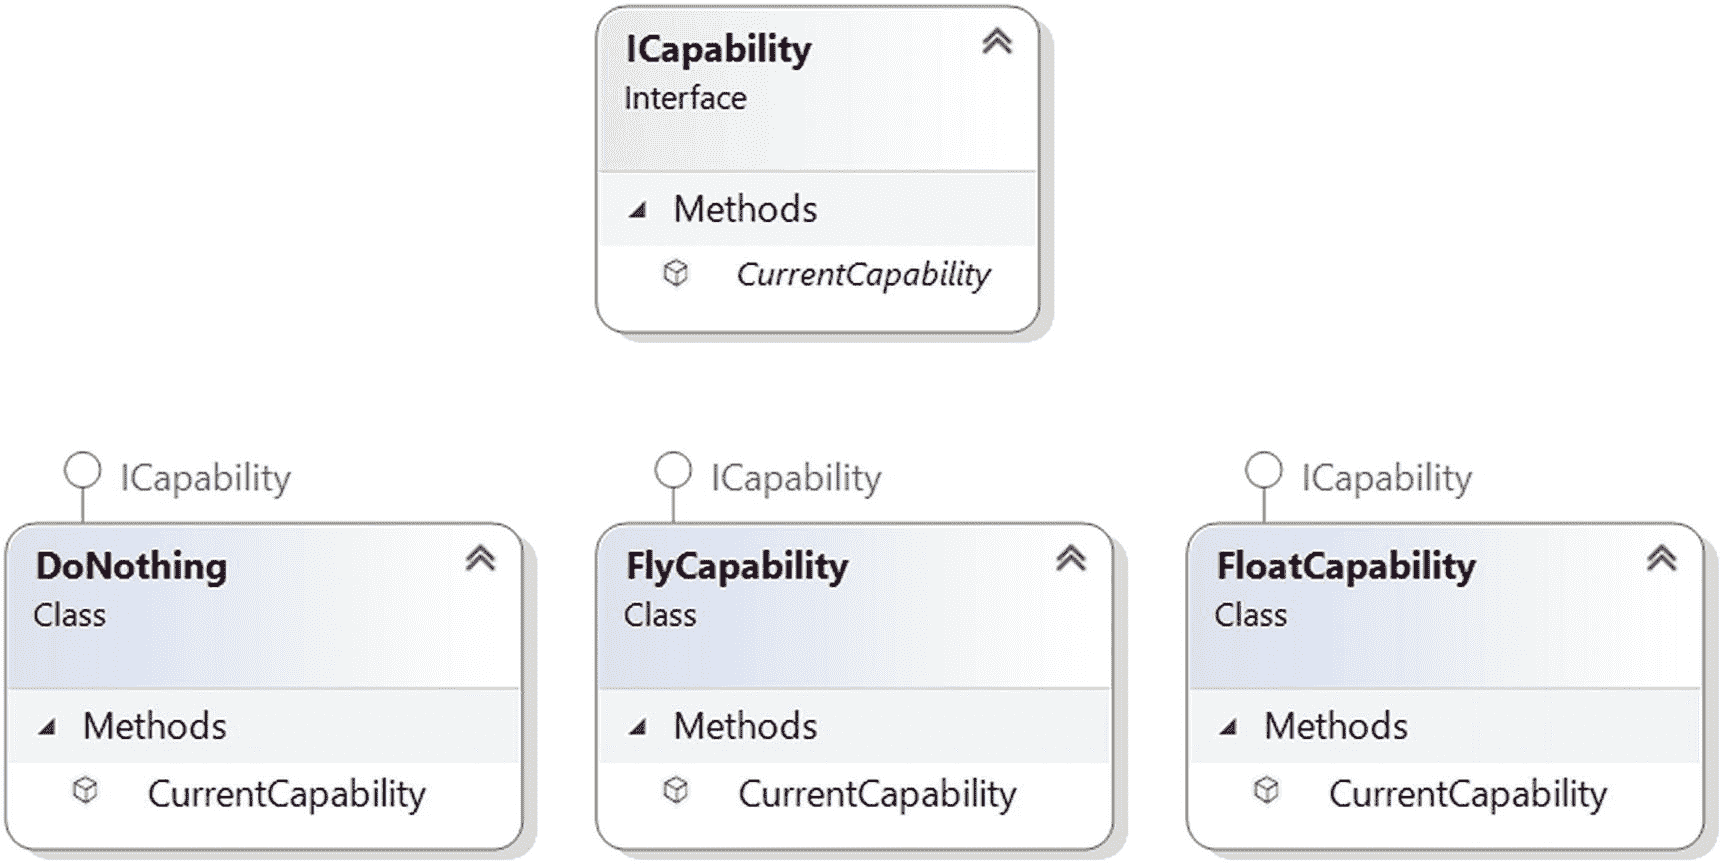 ICapability
Interface
Methods
CurrentCapability
ICapability
ICapability
ICapability
DoNothing
Class
Methods
CurrentCapability
FlyCapability
Class
Methods
CurrentCapability
FloatCapability
Class
Methods
CurrentCapability